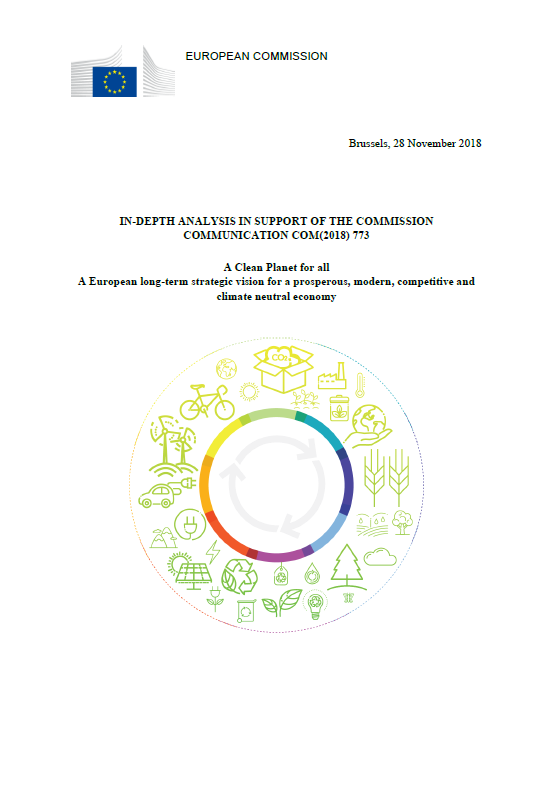 EUROPEAN COMMISSION
Brussels, 28 November 2018
IN-DEPTH ANALYSIS IN SUPPORT OF THE COMMISSION
COMMUNICATION COM(2018) 773
A Clean Planet for all
A European long-term strategic vision for a prosperous, modern, competitive and
climate neutral economy
CO2